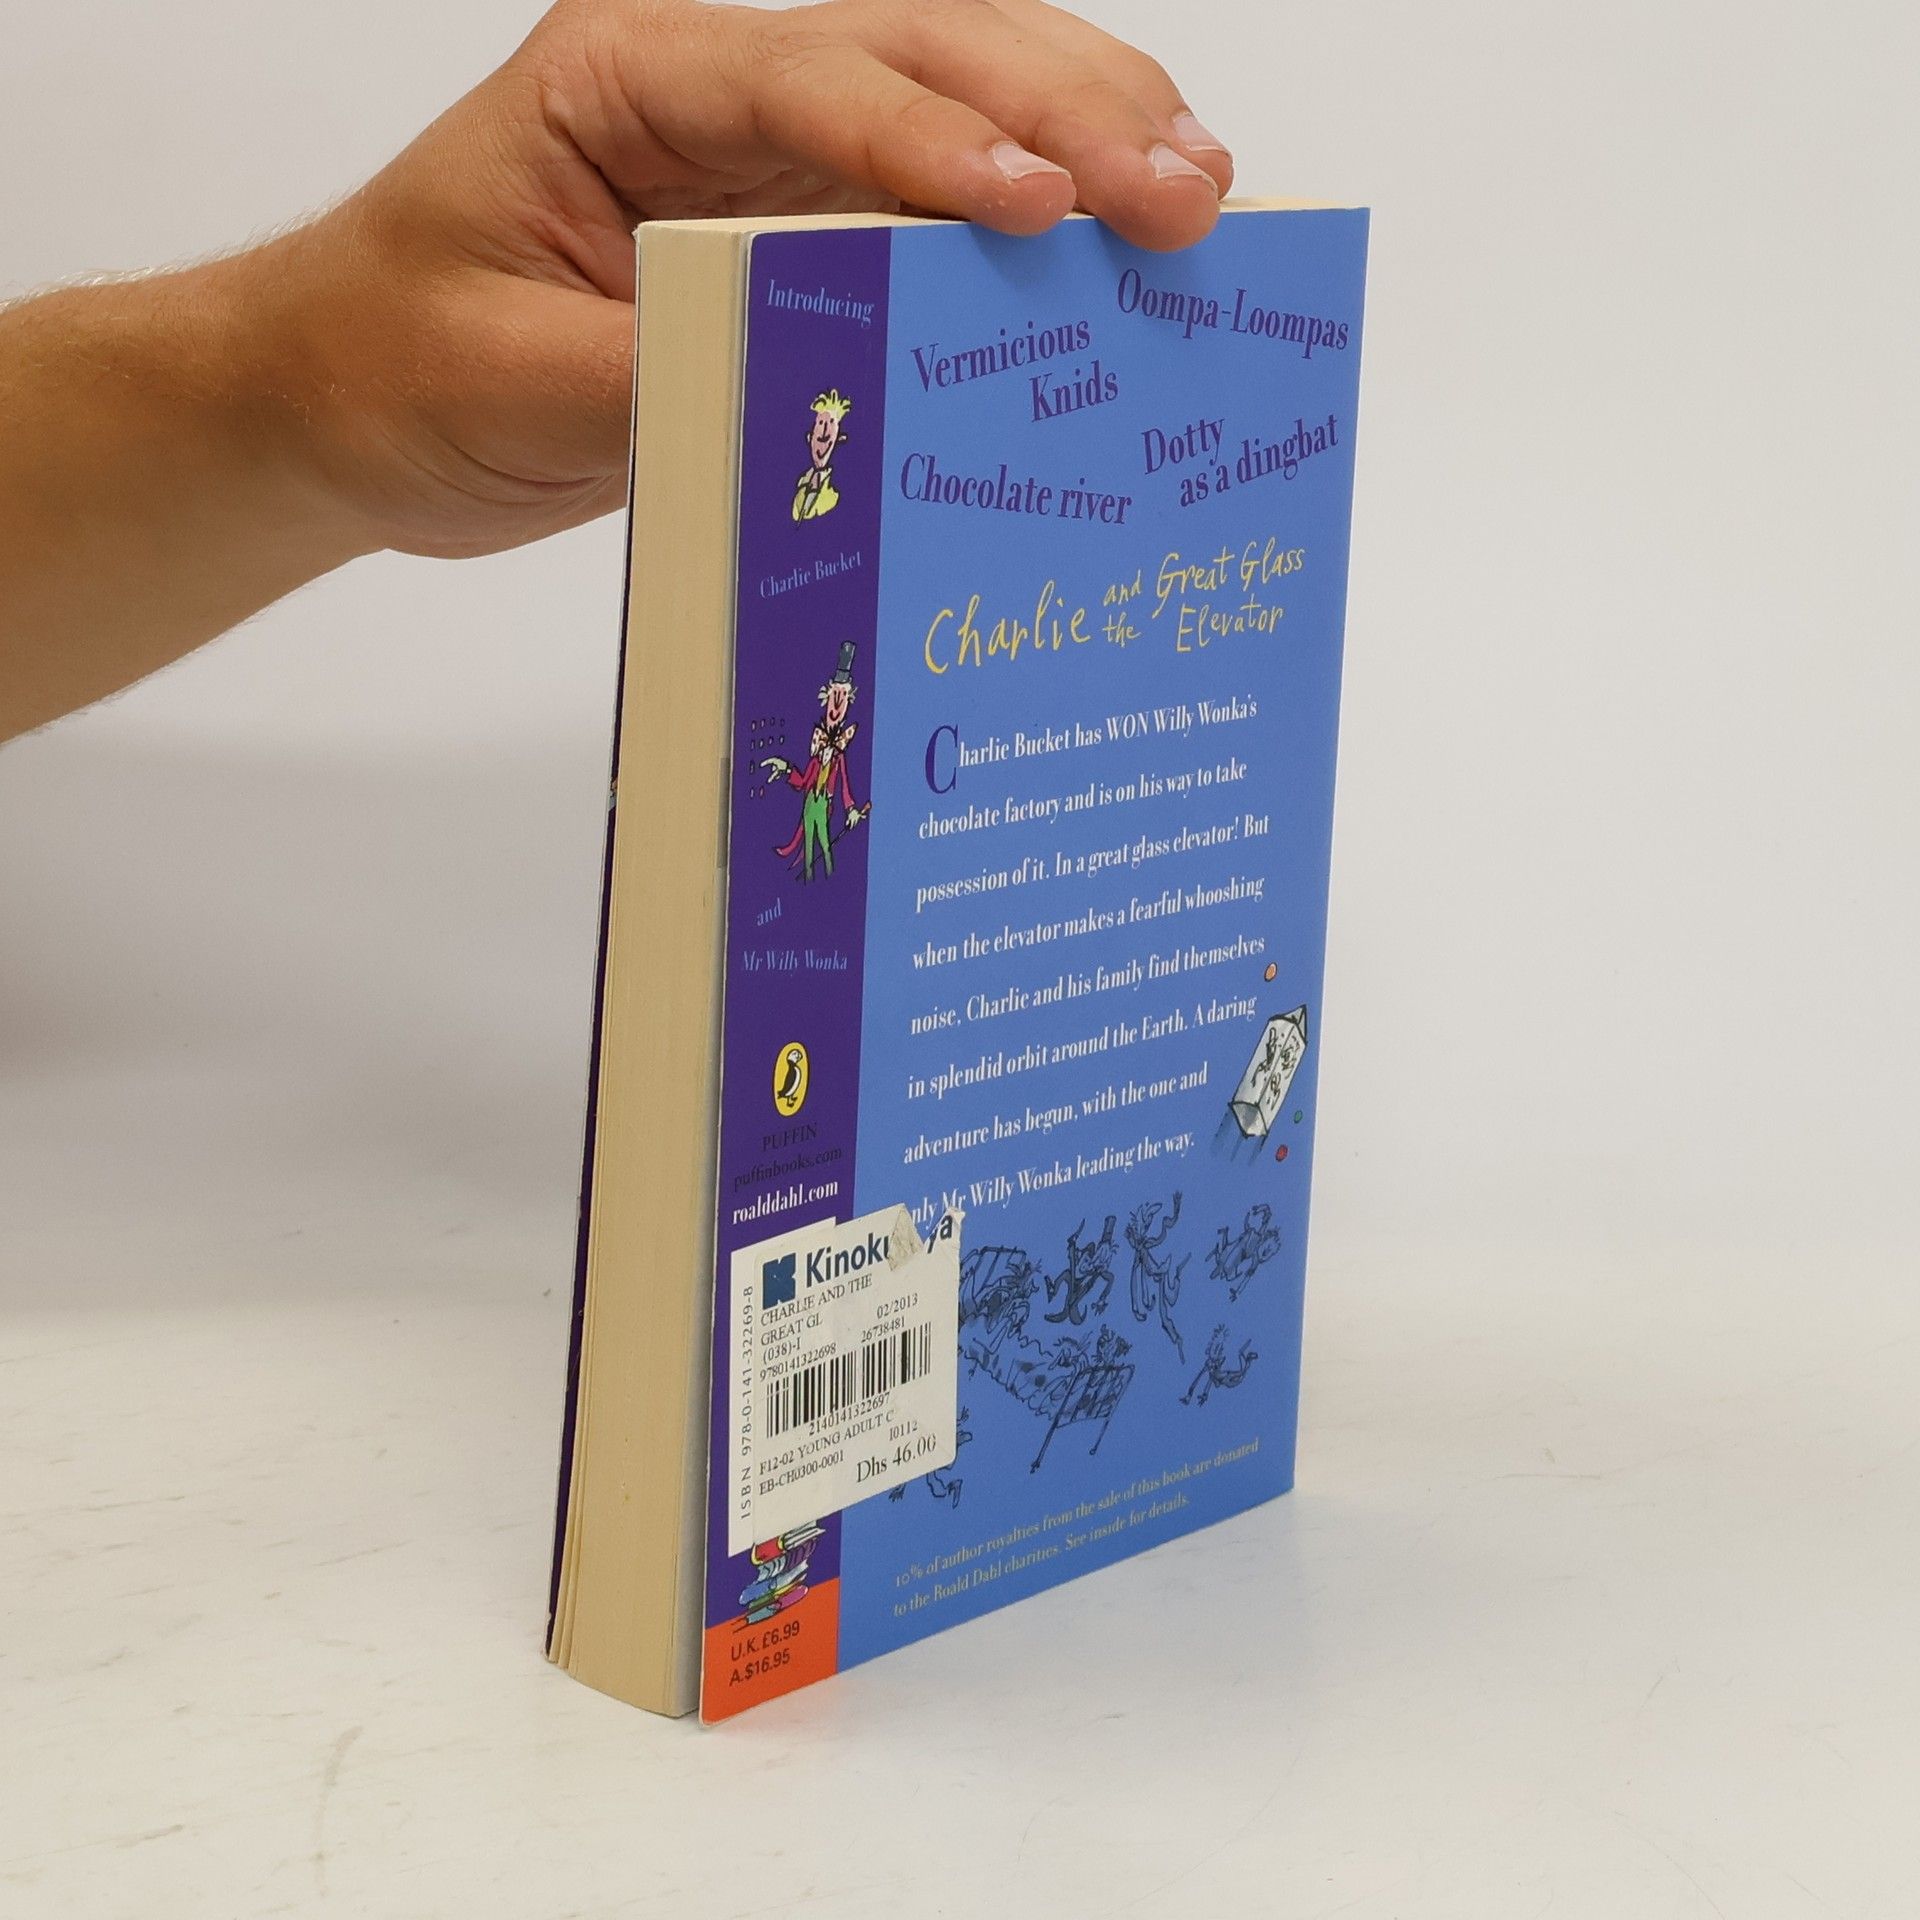 Introducing
Charlie Bucket
and
Mr Willy Wonka
PUFFIN
puffinbooks.com
roalddahl.com
Oompa-Loompas
Vermicious
Knids
Dotty
as a dingbat
Chocolate river
Charlie and the Great Glass
Elevator
Charlie Bucket has WON Willy Wonka's
chocolate factory and is on his way to take
possession of it. In a great glass elevator! But
when the elevator makes a fearful whooshing
noise, Charlie and his family find themselves
in splendid orbit around the Earth. A daring
adventure has begun, with the one and
only Mr Willy Wonka leading the way.
ISBN 978-0-141-32269-8
CHARLIE AND THE
GREAT GL 02/2013
(038)-I 26738481
9780141322698
2140141322697
F12-02 YOUNG ADULT C
EB-CH0300-0001 I0112
Dhs 46.00
10% of author royalties from the sale of this book are donated
to the Roald Dahl charities. See inside for details.
U.K. £6.99
A.$16.95